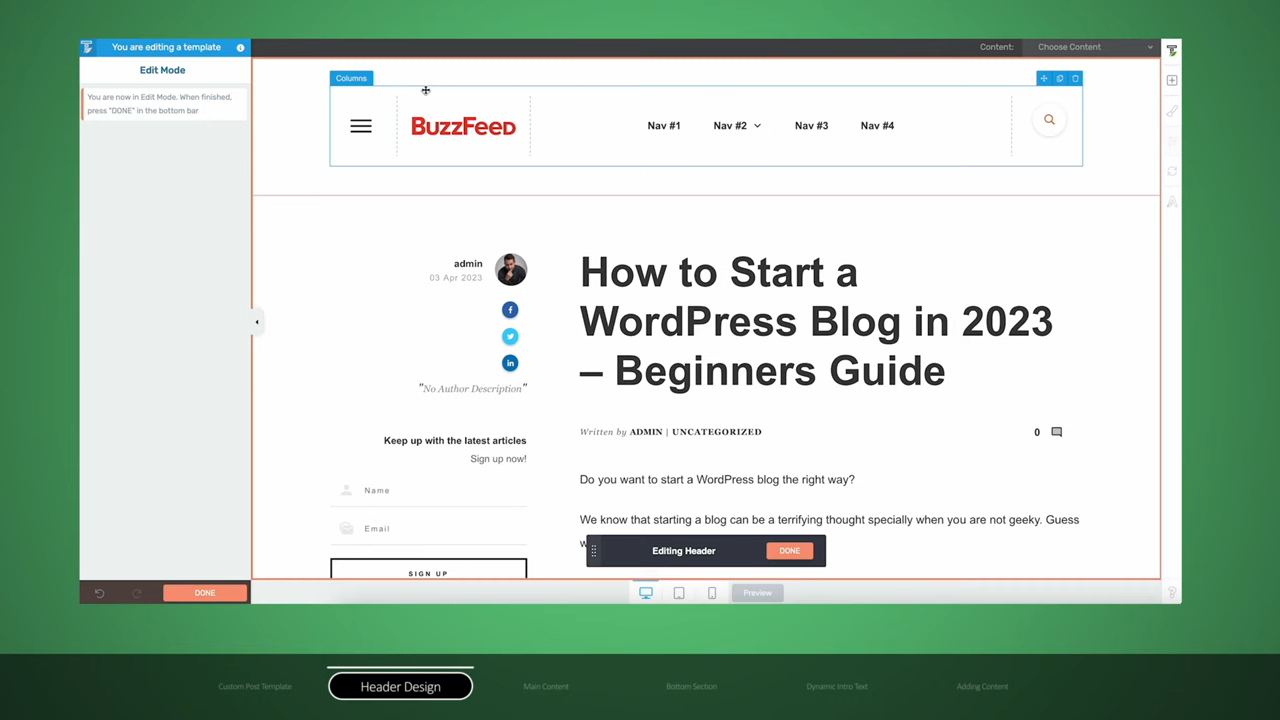 You are editing a template
Content:
Choose Content
Edit Mode
You are now in Edit Mode. When finished,
press "DONE" in the bottom bar
Columns
BuzzFeed
Nav #1
Nav #2
Nav #3
Nav #4
admin
03 Apr 2023
"No Author Description"
Keep up with the latest articles
Sign up now!
Name
Email
SIGN UP
How to Start a
WordPress Blog in 2023
– Beginners Guide
Written by ADMIN | UNCATEGORIZED
0
Do you want to start a WordPress blog the right way?
We know that starting a blog can be a terrifying thought specially when you are not geeky. Guess
Editing Header
DONE
DONE
Preview
Custom Post Template
Header Design
Main Content
Bottom Section
Dynamic Intro Text
Adding Content